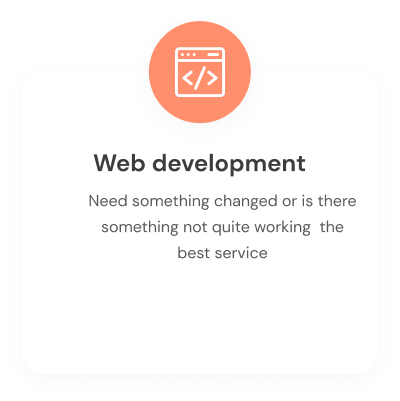 Web development
Need something changed or is there
something not quite working  the
best service